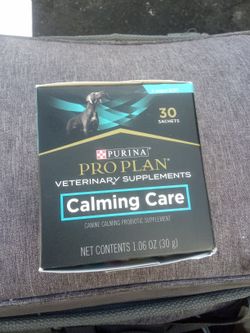 30
SACHETS
PURINA
PRO PLAN
VETERINARY SUPPLEMENTS
Calming Care
CANINE CALMING PROBIOTIC SUPPLEMENT
NET CONTENTS 1.06 OZ (30 g)